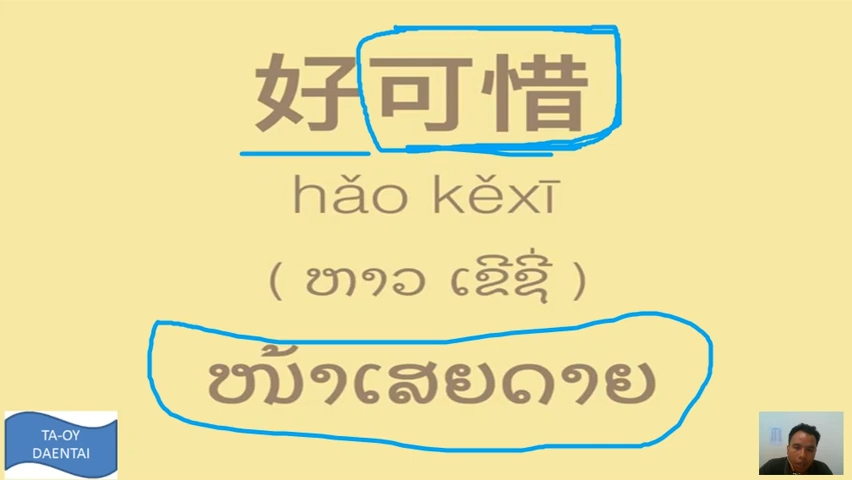 好可惜
hǎo kěxī
( ຫາວ ເຂີຊີ່ )
ໜ້າເສຍດາຍ
TA-OY
DAENTAI